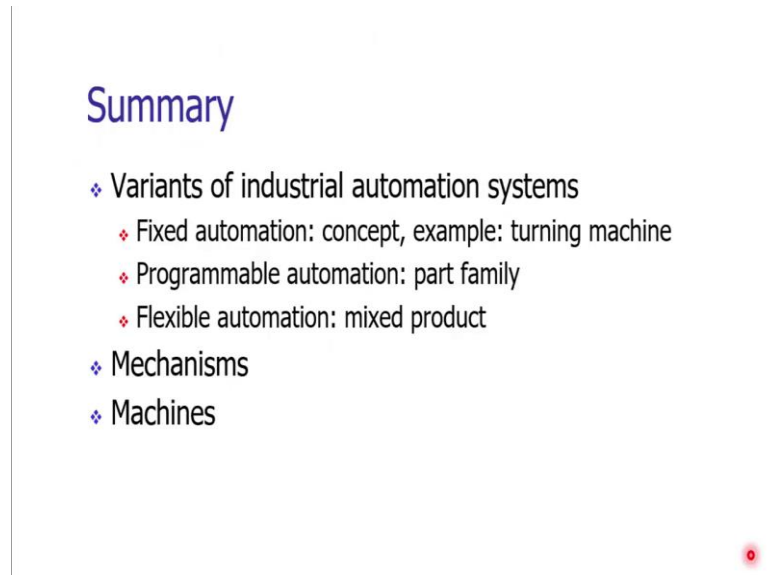 Summary
Variants of industrial automation systems
Fixed automation: concept, example: turning machine
Programmable automation: part family
Flexible automation: mixed product
Mechanisms
Machines